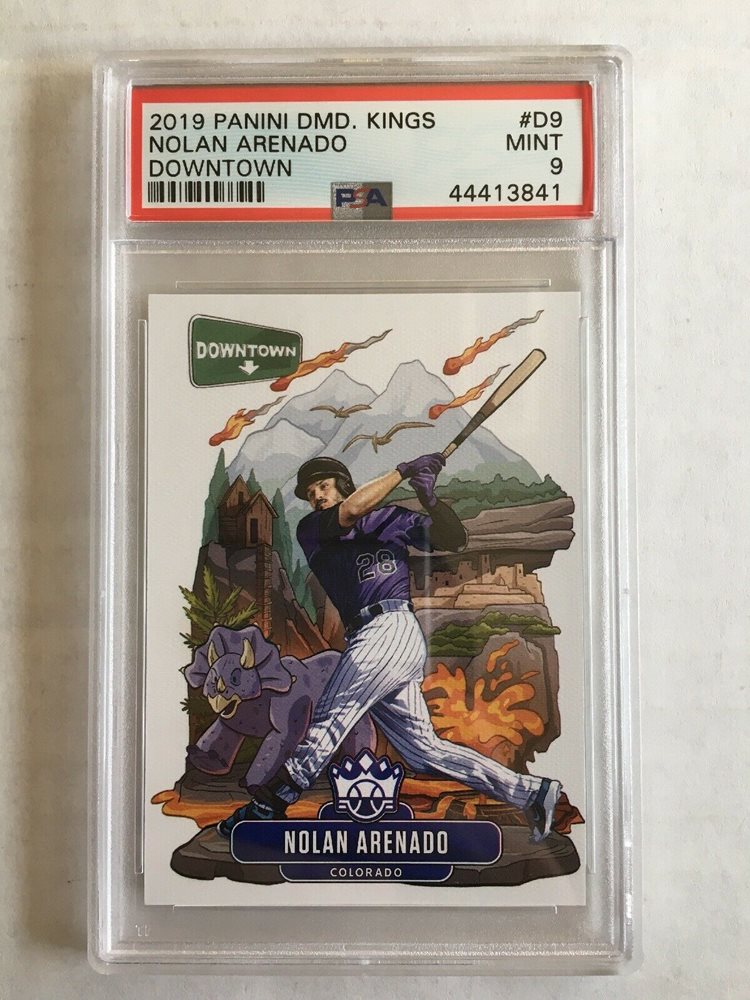 2019 PANINI DMD. KINGS #D9
NOLAN ARENADO MINT
DOWNTOWN 9
PSA 44413841
DOWNTOWN
28
NOLAN ARENADO
COLORADO